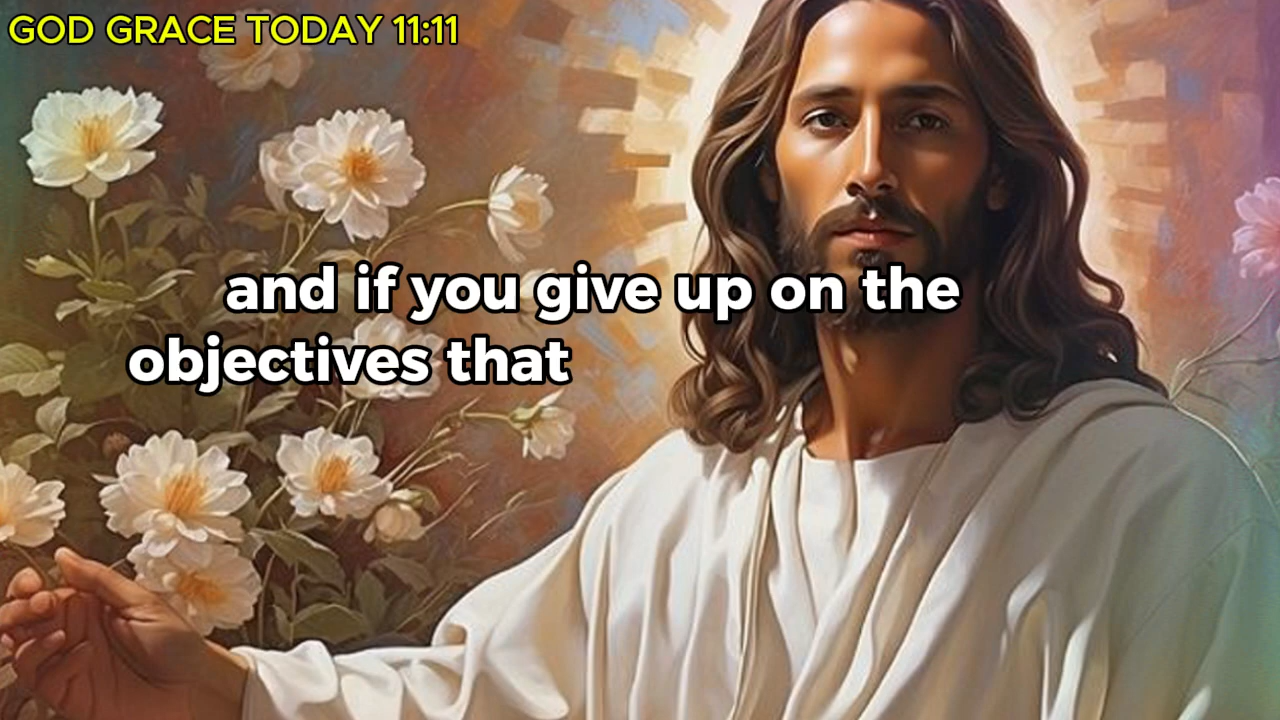 GOD GRACE TODAY 11:11
and if you give up on the
objectives that